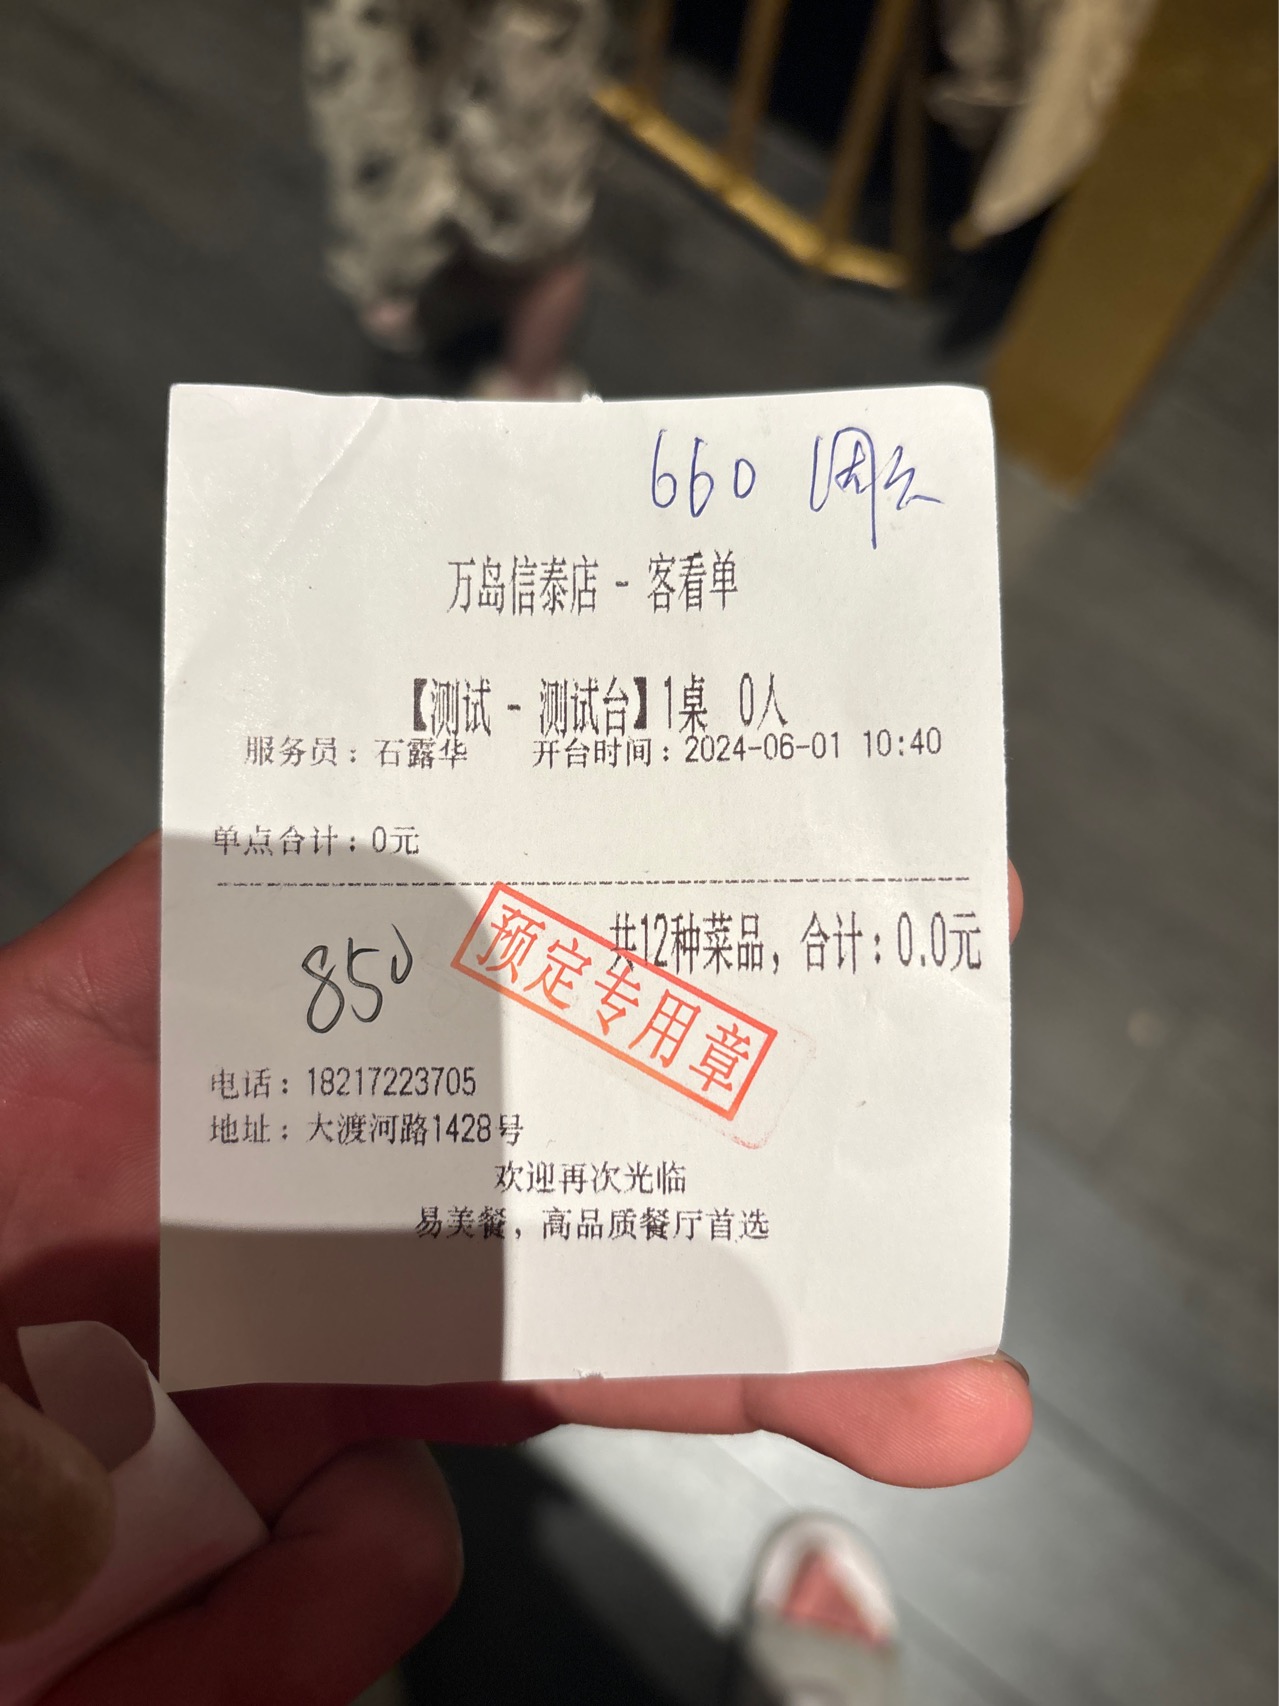 660
万岛信泰店 - 客看单
【测试 - 测试台】1桌 0人
服务员：石露华 开台时间：2024-06-01 10:40
单点合计：0元
共12种菜品，合计：0.0元
预定专用章
850
电话：18217223705
地址：大渡河路1428号
欢迎再次光临
易美餐，高品质餐厅首选